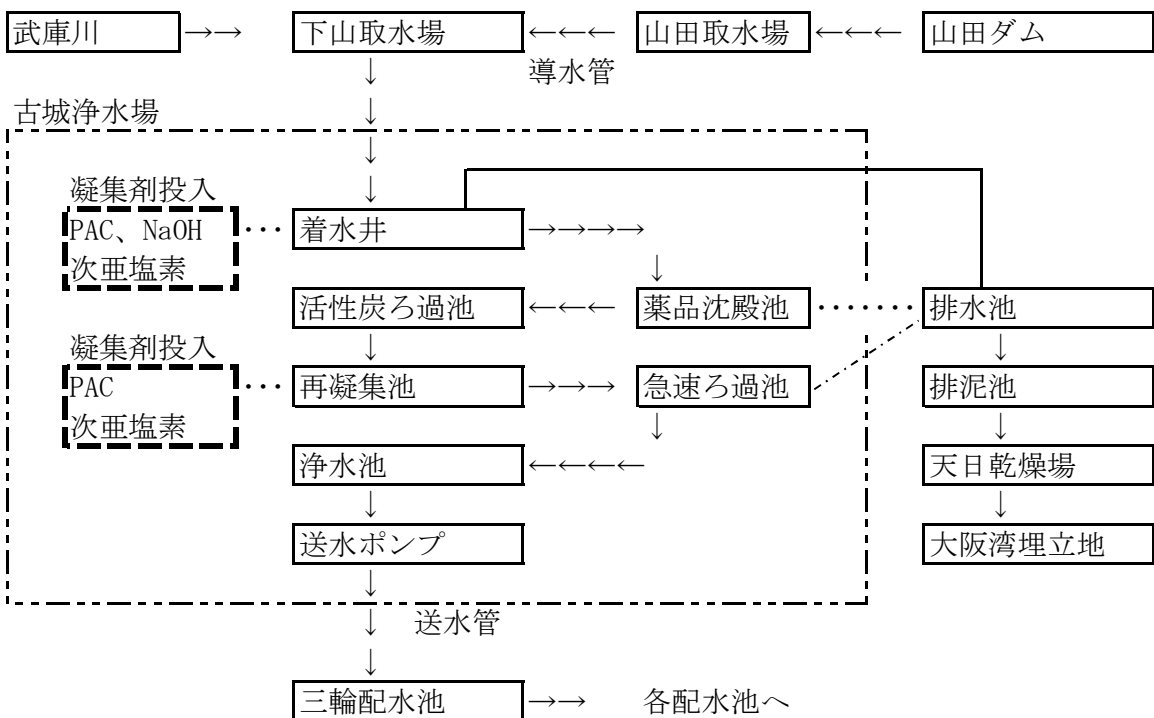 武庫川 →→ 下山取水場 ←←← 山田取水場 ←←← 山田ダム
↓ 導水管
古城浄水場 ↓
↓
凝集剤投入 ↓
PAC、NaOH ・・・ 着水井 →→→→
次亜塩素 ↓
活性炭ろ過池 ←←← 薬品沈殿池 ・・・・・・・ 排水池
凝集剤投入 ↓ ↓
PAC ・・・ 再凝集池 →→→ 急速ろ過池 排泥池
次亜塩素 ↓ ↓
浄水池 ←←←← 天日乾燥場
↓ ↓
送水ポンプ 大阪湾埋立地
↓
↓ 送水管
↓
三輪配水池 →→ 各配水池へ